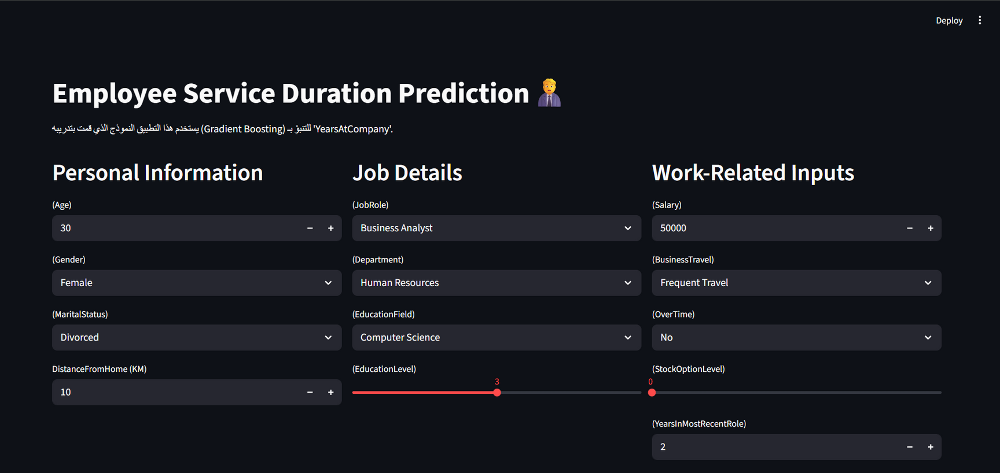 Deploy
Employee Service Duration Prediction
يستخدم هذا التطبيق النموذج الذي قمت بتدريبه (Gradient Boosting) للتنبؤ بـ 'YearsAtCompany'.
Personal Information
(Age)
30
(Gender)
Female
(MaritalStatus)
Divorced
DistanceFromHome (KM)
10
Job Details
(JobRole)
Business Analyst
(Department)
Human Resources
(EducationField)
Computer Science
(EducationLevel)
3
Work-Related Inputs
(Salary)
50000
(BusinessTravel)
Frequent Travel
(OverTime)
No
(StockOptionLevel)
0
(YearsInMostRecentRole)
2